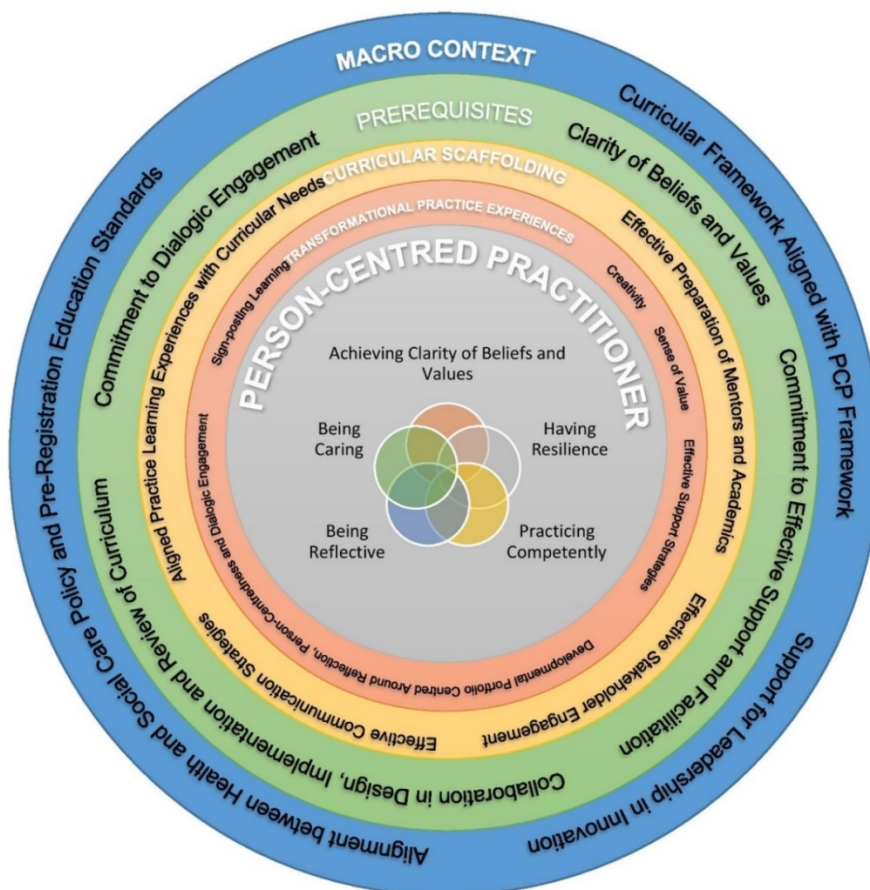 MACRO CONTEXT
Curricular Framework Aligned with PCP Framework
Support for Leadership in Innovation
Alignment between Health and Social Care Policy and Pre-Registration Education Standards
PREREQUISITES
Clarity of Beliefs and Values
Commitment to Effective Support and Facilitation
Collaboration in Design, Implementation and Review of Curriculum
Commitment to Dialogic Engagement
CURRICULAR SCAFFOLDING
Effective Preparation of Mentors and Academics
Effective Stakeholder Engagement
Effective Communication Strategies
Aligned Practice Learning Experiences with Curricular Needs
TRANSFORMATIONAL PRACTICE EXPERIENCES
Creativity
Sense of Value
Effective Support Strategies
Developmental Portfolio Centred Around Reflection, Person-Centredness and Dialogic Engagement
Sign-posting Learning
PERSON-CENTRED PRACTITIONER
Achieving Clarity of Beliefs and
Values
Being
Caring
Having
Resilience
Being
Reflective
Practicing
Competently